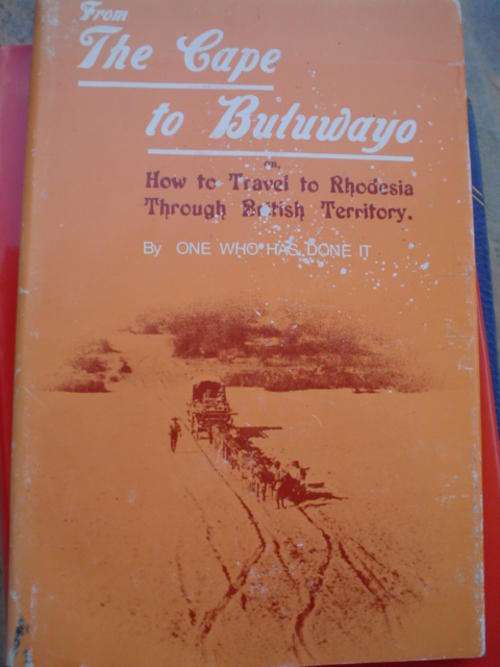 From
The Cape
to Buluwayo
or,
How to Travel to Rhodesia
Through British Territory.
By ONE WHO HAS DONE IT